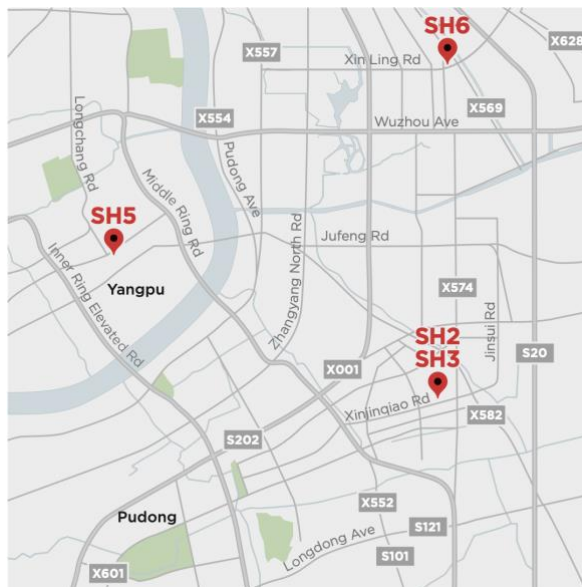 SH6
X628
X557
Xin Ling Rd
X569
X554
Wuzhou Ave
Longchang Rd
Middle Ring Rd
Pudong Ave
SH5
Zhangyang North Rd
Jufeng Rd
Inner Ring Elevated Rd
Yangpu
X574
Jinsui Rd
SH2
SH3
S20
X001
Xinjinqiao Rd
X582
S202
X552
Pudong
S121
Longdong Ave
S101
X601